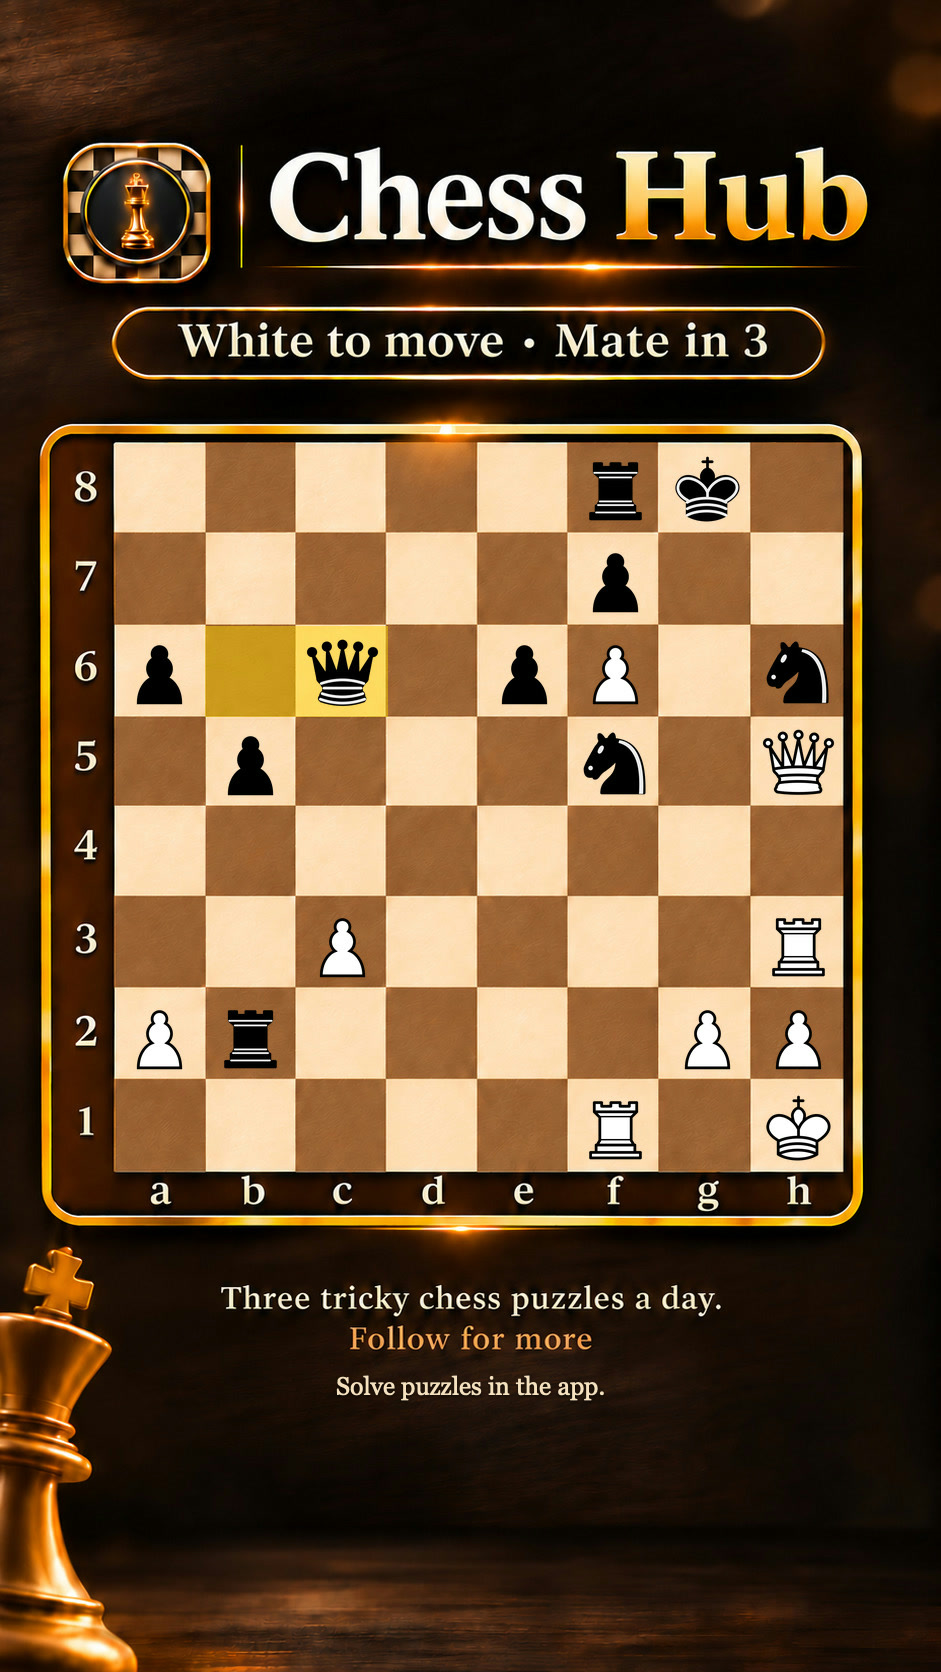 Chess Hub
White to move • Mate in 3
8
7
6
5
4
3
2
1
a b c d e f g h
Three tricky chess puzzles a day.
Follow for more
Solve puzzles in the app.